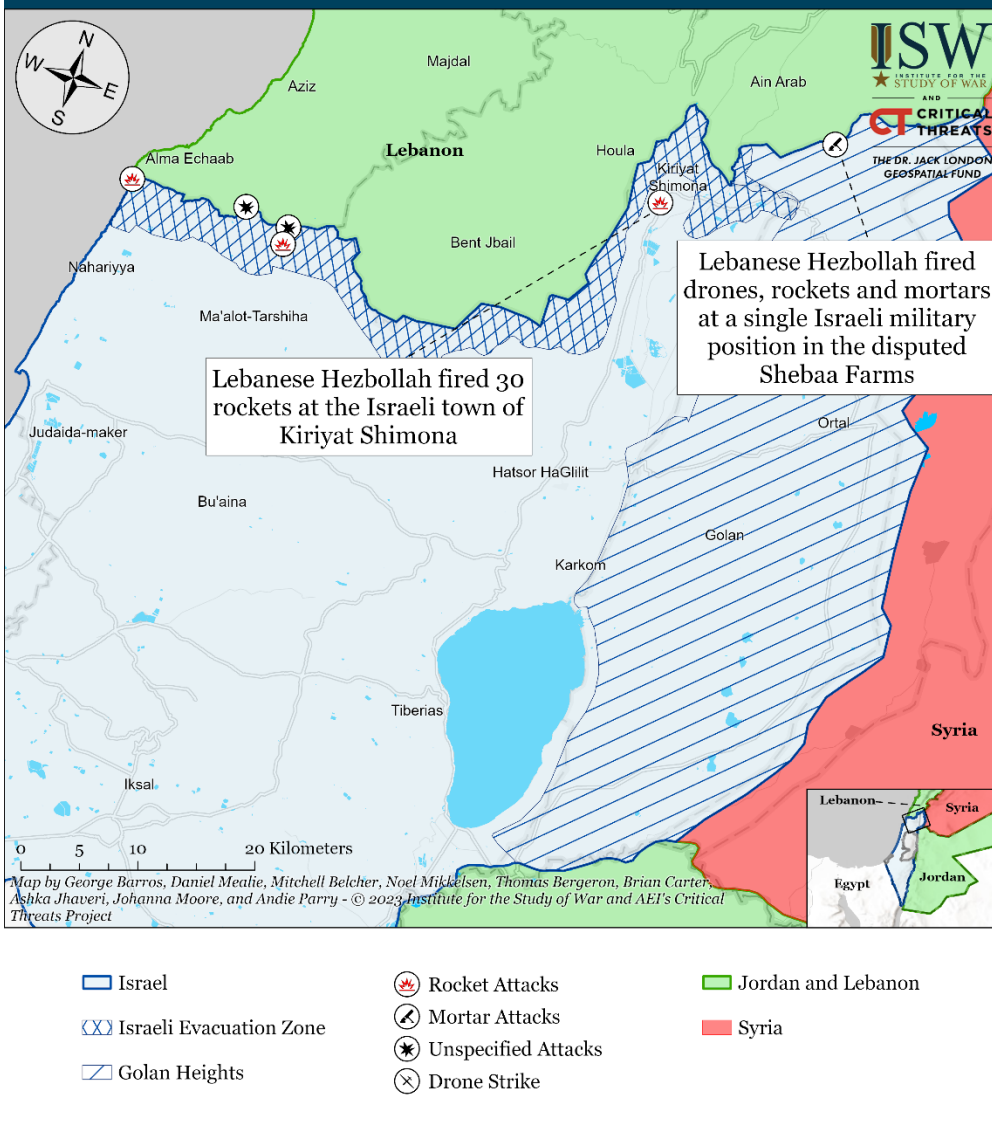 N
W
E
S
ISW
INSTITUTE FOR THE
STUDY OF WAR
AND
CT CRITICAL
THREATS
THE DR. JACK LONDON
GEOSPATIAL FUND
Majdal
Aziz
Ain Arab
Alma Echaab
Lebanon
Houla
Kiriyat
Shimona
Bent Jbail
Nahariyya
Ma'alot-Tarshiha
Lebanese Hezbollah fired
drones, rockets and mortars
at a single Israeli military
position in the disputed
Shebaa Farms
Lebanese Hezbollah fired 30
rockets at the Israeli town of
Kiriyat Shimona
Judaida-maker
Ortal
Hatsor HaGlilit
Bu'aina
Golan
Karkom
Tiberias
Syria
Iksal
Lebanon
Syria
Egypt
Jordan
0 5 10 20 Kilometers
Map by George Barros, Daniel Mealie, Mitchell Belcher, Noel Mikkelsen, Thomas Bergeron, Brian Carter,
Ashka Jhaveri, Johanna Moore, and Andie Parry - © 2023 Institute for the Study of War and AEI's Critical
Threats Project
Israel
Israeli Evacuation Zone
Golan Heights
Rocket Attacks
Mortar Attacks
Unspecified Attacks
Drone Strike
Jordan and Lebanon
Syria